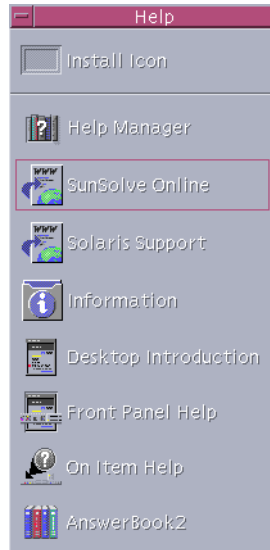 Help
Install Icon
Help Manager
SunSolve Online
Solaris Support
Information
Desktop Introduction
Front Panel Help
On Item Help
AnswerBook2